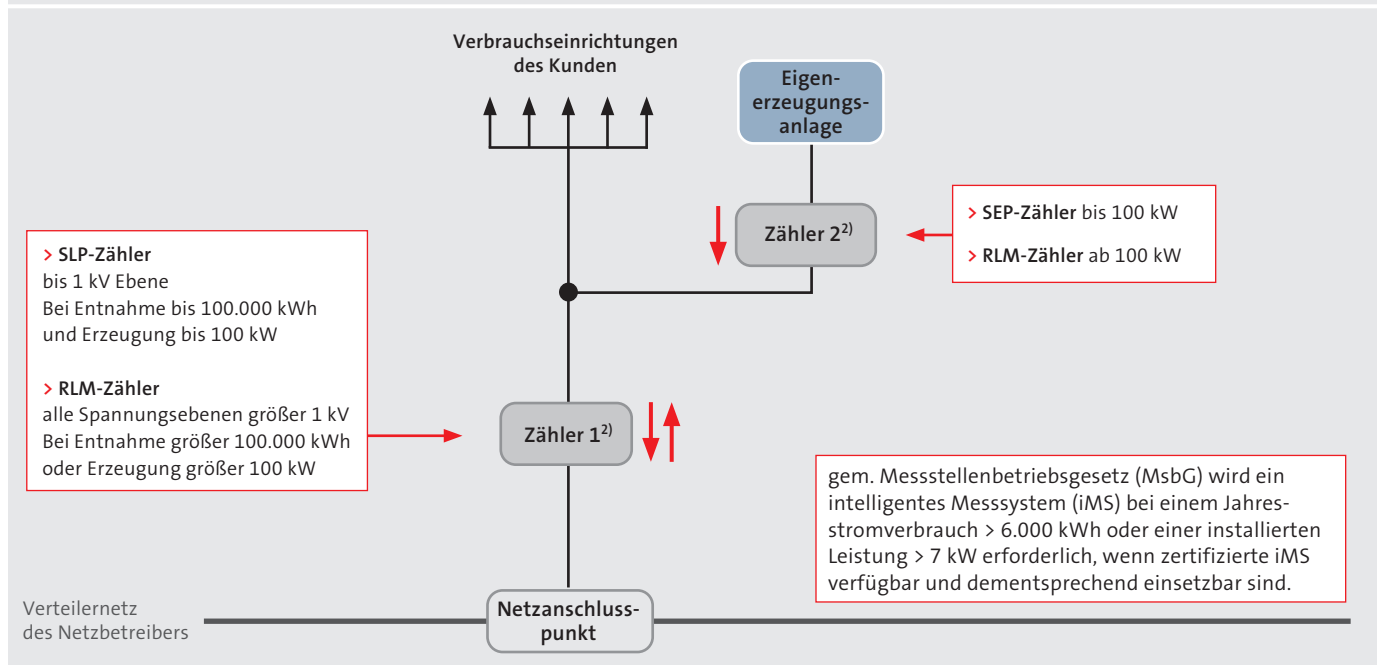 Verbrauchseinrichtungen
des Kunden
Eigen-
erzeugungs-
anlage
Zähler 2²⁾
> SEP-Zähler bis 100 kW
> RLM-Zähler ab 100 kW
> SLP-Zähler
bis 1 kV Ebene
Bei Entnahme bis 100.000 kWh
und Erzeugung bis 100 kW
> RLM-Zähler
alle Spannungsebenen größer 1 kV
Bei Entnahme größer 100.000 kWh
oder Erzeugung größer 100 kW
Zähler 1²⁾
gem. Messstellenbetriebsgesetz (MsbG) wird ein
intelligentes Messsystem (iMS) bei einem Jahres-
stromverbrauch > 6.000 kWh oder einer installierten
Leistung > 7 kW erforderlich, wenn zertifizierte iMS
verfügbar und dementsprechend einsetzbar sind.
Verteilernetz
des Netzbetreibers
Netzanschluss-
punkt